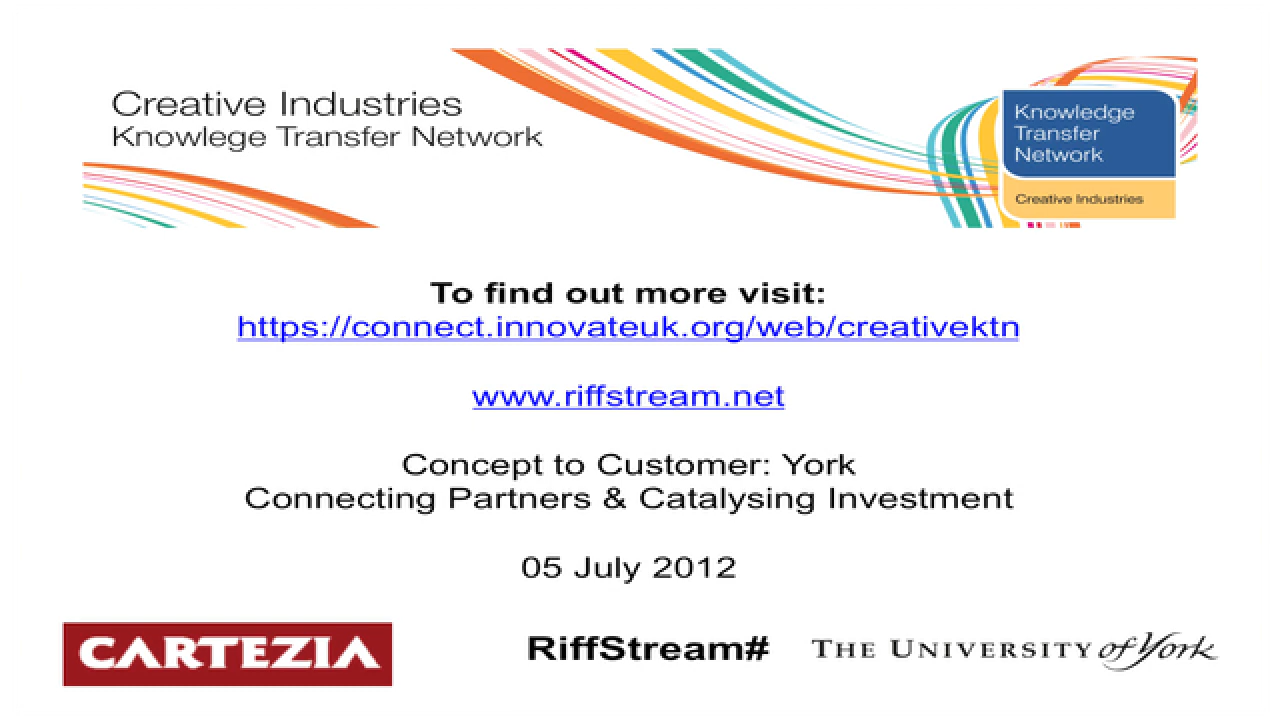 Creative Industries
Knowlege Transfer Network
Knowledge
Transfer
Network
Creative Industries
To find out more visit:
https://connect.innovateuk.org/web/creativektn
www.riffstream.net
Concept to Customer: York
Connecting Partners & Catalysing Investment
05 July 2012
CARTEZIA
RiffStream#
THE UNIVERSITY of York